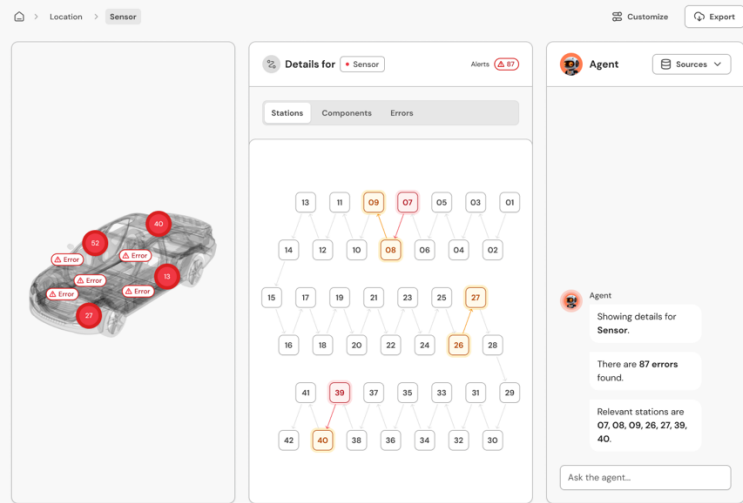 Location
Sensor
Customize
Export
Details for
Sensor
Alerts
87
Stations
Components
Errors
13 11 09 07 05 03 01
14 12 10 08 06 04 02
15 17 19 21 23 25 27
16 18 20 22 24 26 28
41 39 37 35 33 31 29
42 40 38 36 34 32 30
40
52
Error
Error
13
Error
Error
Error
27
Agent
Sources
Agent
Showing details for
Sensor.
There are 87 errors
found.
Relevant stations are
07, 08, 09, 26, 27, 39,
40.
Ask the agent...